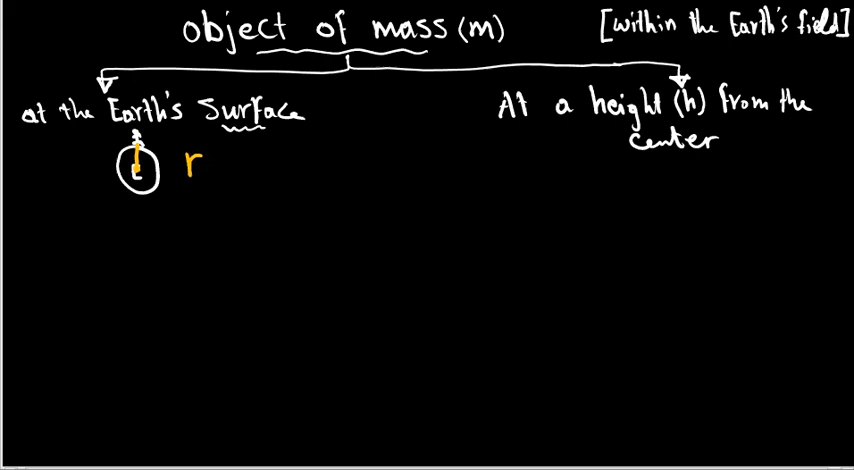 object of mass (m)
[within the Earth's field]
at the Earth's surface
At a height (h) from the
center
E
r